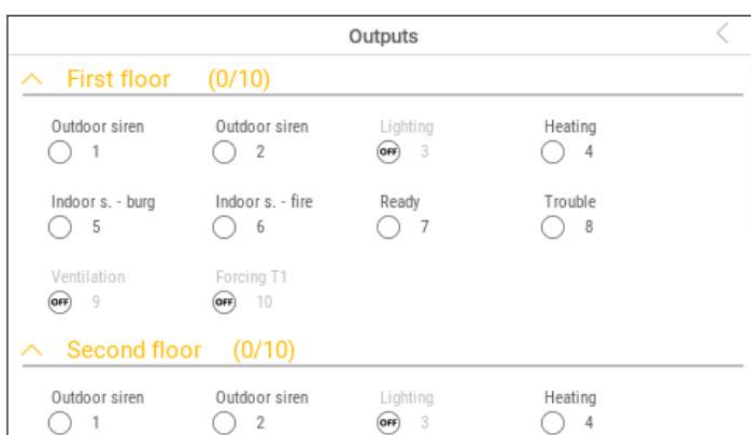 Outputs
First floor (0/10)
Outdoor siren Outdoor siren Lighting Heating
1 2 OFF 3 4
Indoor s. - burg Indoor s. - fire Ready Trouble
5 6 7 8
Ventilation Forcing T1
OFF 9 OFF 10
Second floor (0/10)
Outdoor siren Outdoor siren Lighting Heating
1 2 OFF 3 4